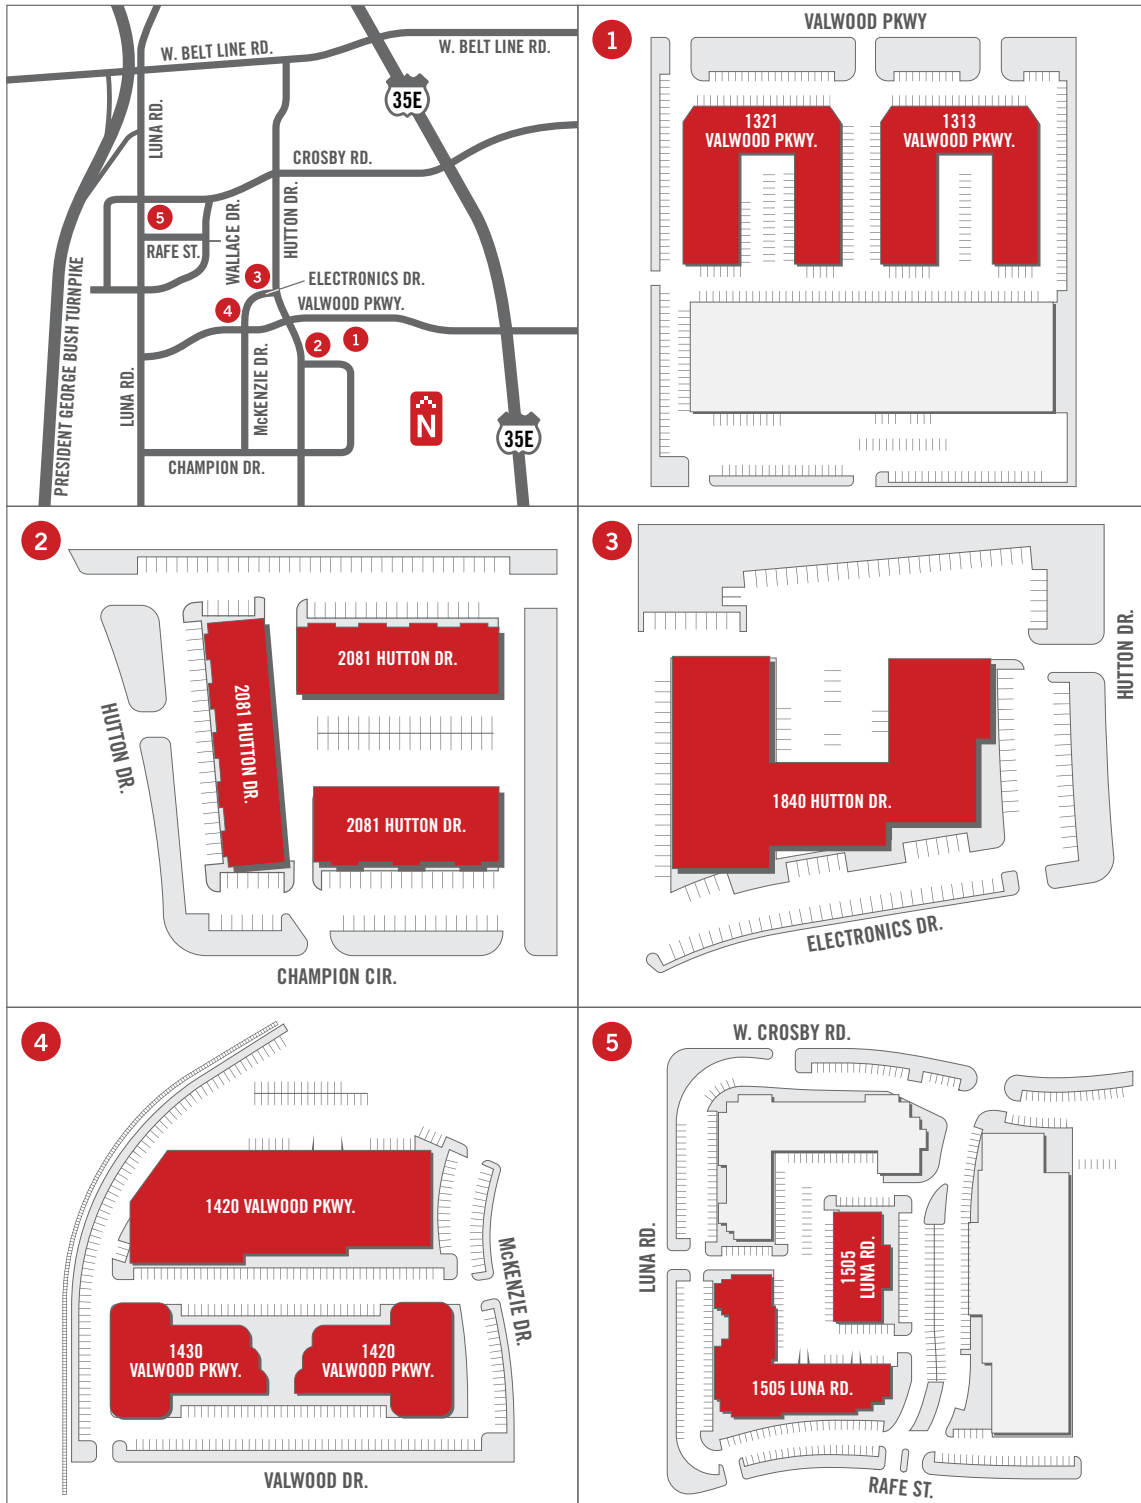 W. BELT LINE RD.
W. BELT LINE RD.
35E
LUNA RD.
CROSBY RD.
5
RAFE ST.
WALLACE DR.
HUTTON DR.
3
ELECTRONICS DR.
VALWOOD PKWY.
4
2
1
PRESIDENT GEORGE BUSH TURNPIKE
LUNA RD.
McKENZIE DR.
N
35E
CHAMPION DR.
1
VALWOOD PKWY
1321
VALWOOD PKWY.
1313
VALWOOD PKWY.
2
2081 HUTTON DR.
2081 HUTTON DR.
HUTTON DR.
2081 HUTTON DR.
CHAMPION CIR.
3
HUTTON DR.
1840 HUTTON DR.
ELECTRONICS DR.
4
1420 VALWOOD PKWY.
McKENZIE DR.
1430
VALWOOD PKWY.
1420
VALWOOD PKWY.
VALWOOD DR.
5
W. CROSBY RD.
LUNA RD.
1505
LUNA RD.
1505 LUNA RD.
RAFE ST.